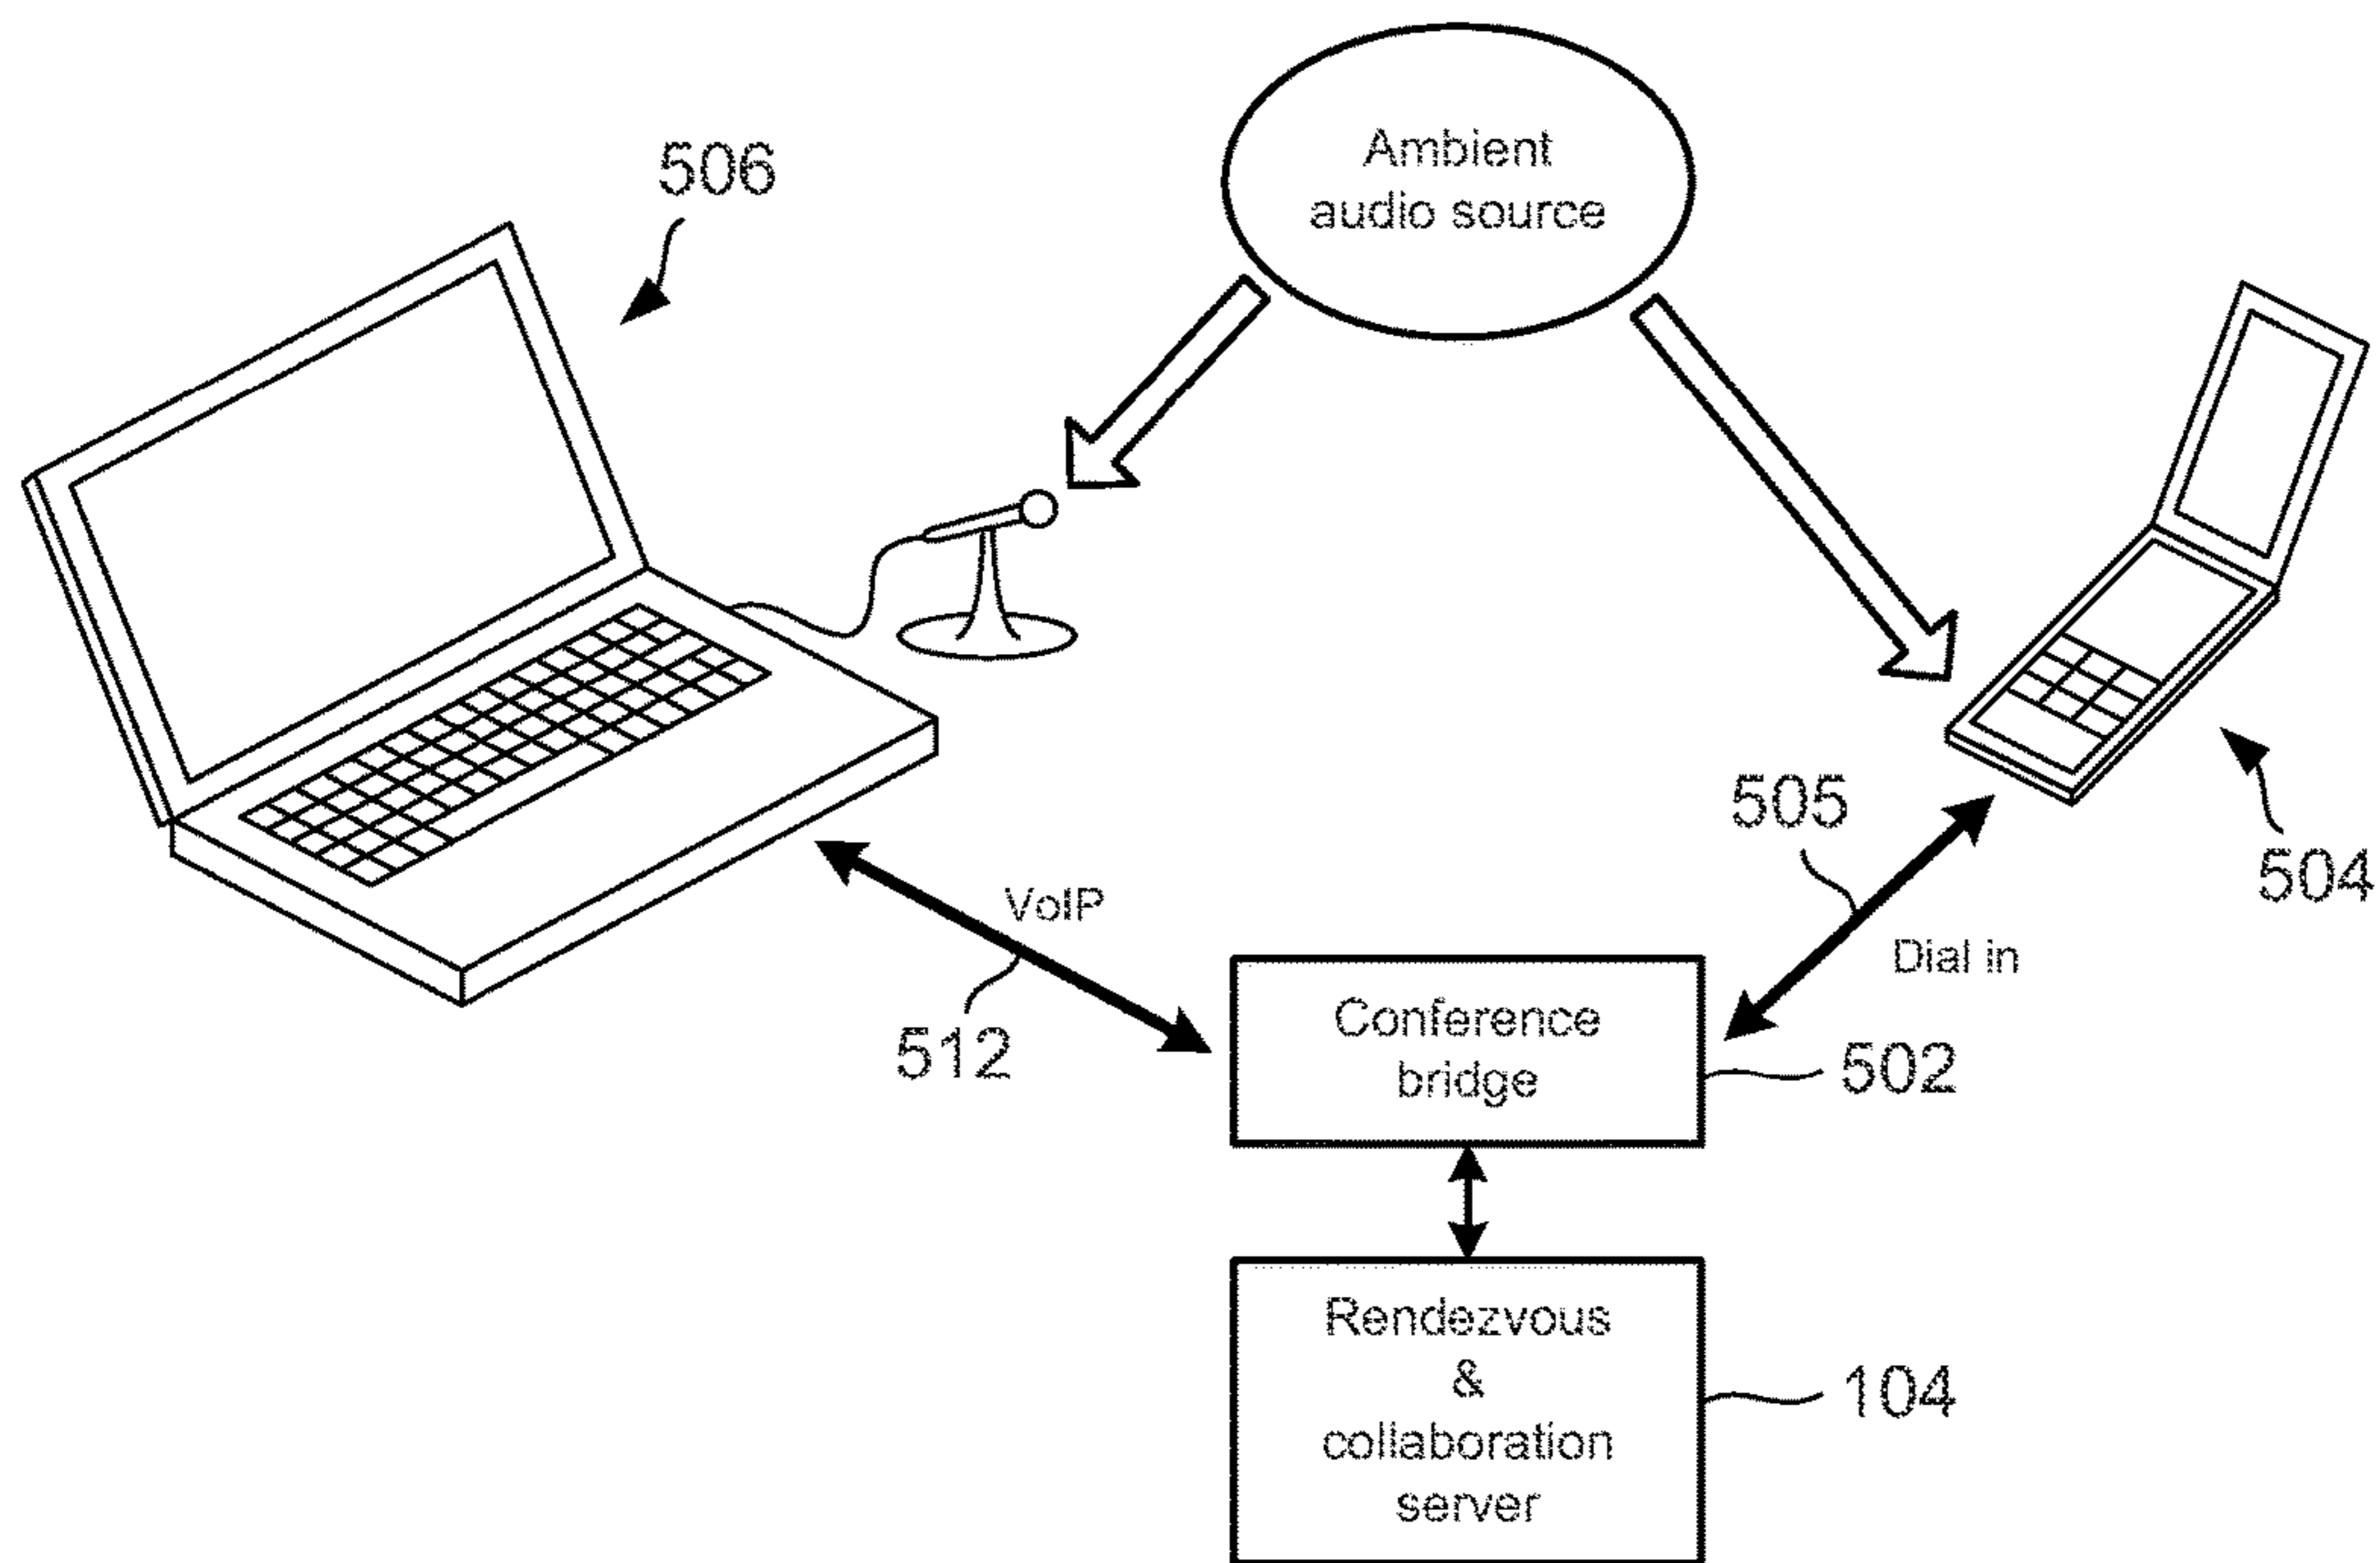 Ambient
audio source
506
VoIP
512
505
Dial in
504
Conference
bridge
502
Rendezvous
&
collaboration
server
104